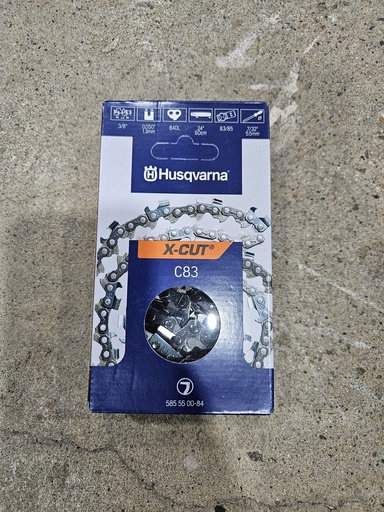 3/8" 0.050" 84DL 24" 83/85 7/32"
1.3mm 60cm 5.5mm
Husqvarna
X-CUT®
C83
585 55 00-84